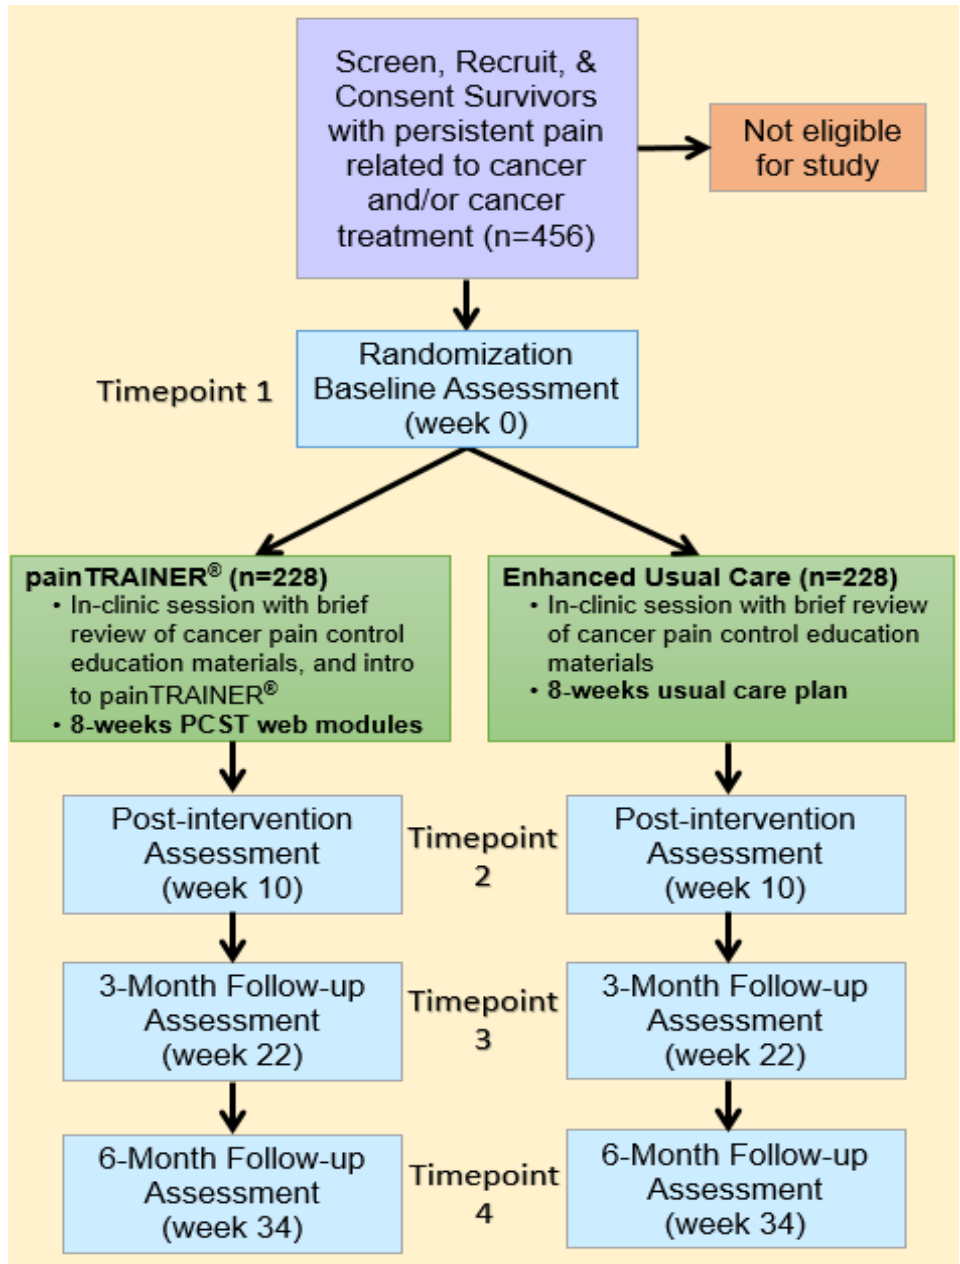 Screen, Recruit, &
Consent Survivors
with persistent pain
related to cancer
and/or cancer
treatment (n=456)
Not eligible
for study
Timepoint 1
Randomization
Baseline Assessment
(week 0)
painTRAINER® (n=228)
• In-clinic session with brief
review of cancer pain control
education materials, and intro
to painTRAINER®
• 8-weeks PCST web modules
Enhanced Usual Care (n=228)
• In-clinic session with brief review
of cancer pain control education
materials
• 8-weeks usual care plan
Post-intervention
Assessment
(week 10)
Timepoint
2
Post-intervention
Assessment
(week 10)
3-Month Follow-up
Assessment
(week 22)
Timepoint
3
3-Month Follow-up
Assessment
(week 22)
6-Month Follow-up
Assessment
(week 34)
Timepoint
4
6-Month Follow-up
Assessment
(week 34)